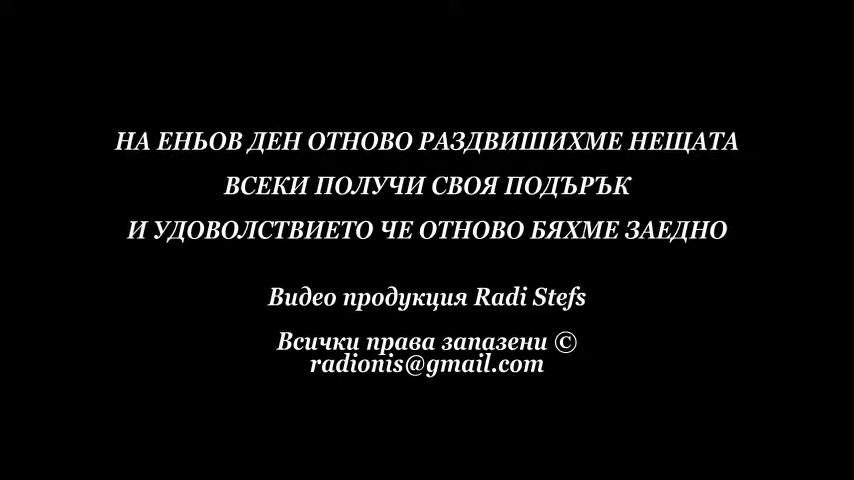 НА ЕНЬОВ ДЕН ОТНОВО РАЗДВИШИХМЕ НЕЩАТА
ВСЕКИ ПОЛУЧИ СВОЯ ПОДЪРЪК
И УДОВОЛСТВИЕТО ЧЕ ОТНОВО БЯХМЕ ЗАЕДНО
Видео продукция Radi Stefs
Всички права запазени ©
radionis@gmail.com